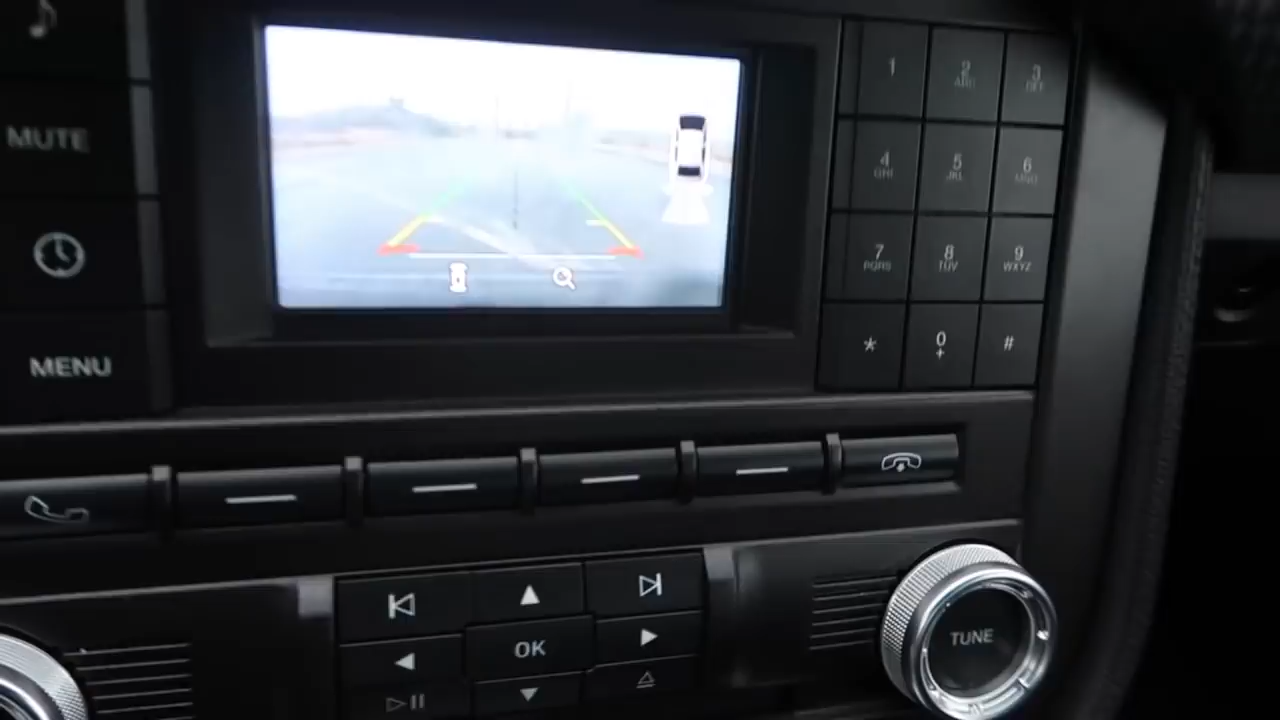 MUTE
MENU
1
2
ABC
3
DEF
4
GHI
5
JKL
6
MNO
7
PQRS
8
TUV
9
WXYZ
*
0
+
#
OK
TUNE